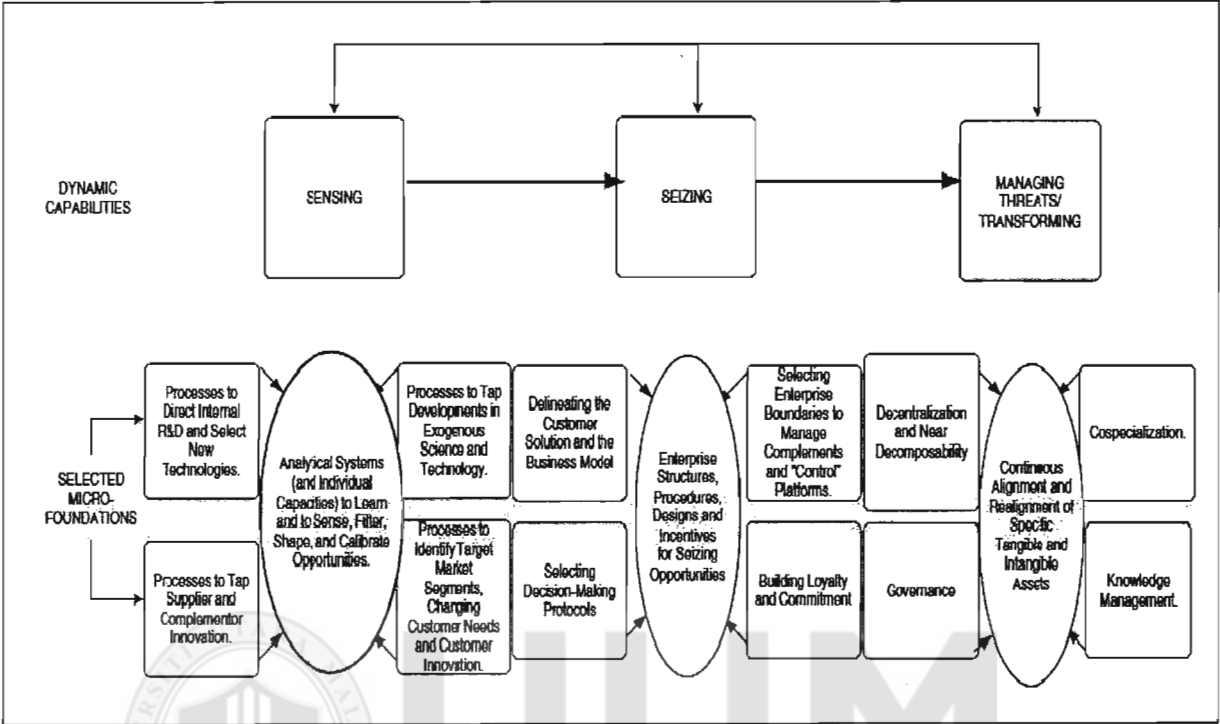 DYNAMIC
CAPABILITIES
SENSING
SEIZING
MANAGING
THREATS/
TRANSFORMING
SELECTED
MICRO-
FOUNDATIONS
Processes to
Direct Internal
R&D and Select
New
Technologies.
Processes to Tap
Supplier and
Complementor
Innovation.
Analytical Systems
(and Individual
Capacities) to Learn
and to Sense, Filter,
Shape, and Calibrate
Opportunities.
Processes to Tap
Developments in
Exogenous
Science and
Technology.
Processes to
Identify Target
Market
Segments,
Changing
Customer Needs
and Customer
Innovation.
Delineating the
Customer
Solution and the
Business Model
Selecting
Decision-Making
Protocols
Enterprise
Structures,
Procedures,
Designs and
Incentives
for Seizing
Opportunities
Selecting
Enterprise
Boundaries to
Manage
Complements
and "Control"
Platforms.
Building Loyalty
and Commitment
Decentralization
and Near
Decomposability
Governance
Continuous
Alignment and
Realignment of
Specific
Tangible and
Intangible
Assets
Cospecialization.
Knowledge
Management.
UUM